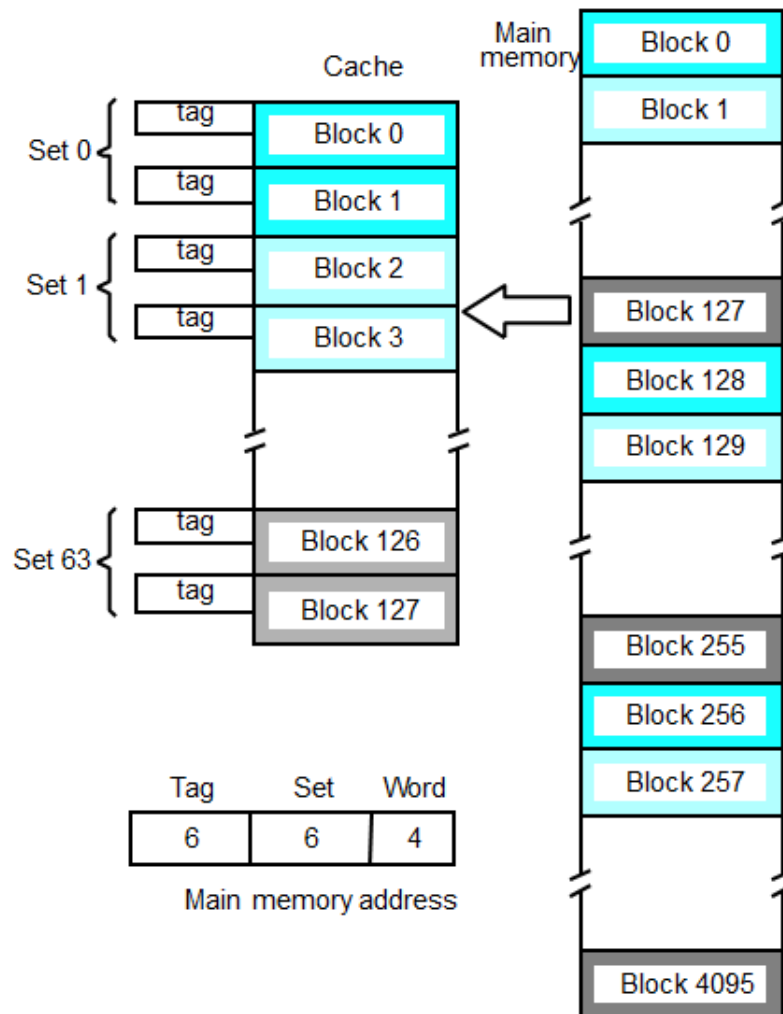 Main
memory
Block 0
Block 1
Block 127
Block 128
Block 129
Block 255
Block 256
Block 257
Block 4095
Cache
Set 0
tag
Block 0
tag
Block 1
Set 1
tag
Block 2
tag
Block 3
Set 63
tag
Block 126
tag
Block 127
Tag Set Word
6 6 4
Main memory address